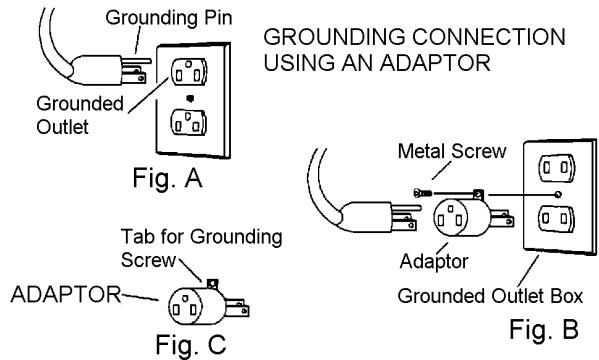 Grounding Pin
GROUNDING CONNECTION
USING AN ADAPTOR
Grounded
Outlet
Fig. A
Metal Screw
Adaptor
Grounded Outlet Box
Fig. B
Tab for Grounding
Screw
ADAPTOR
Fig. C